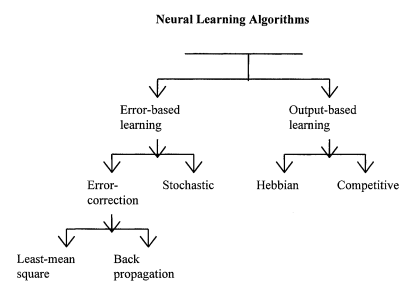 Neural Learning Algorithms
Error-based
learning
Output-based
learning
Error-
correction
Stochastic
Hebbian
Competitive
Least-mean
square
Back
propagation